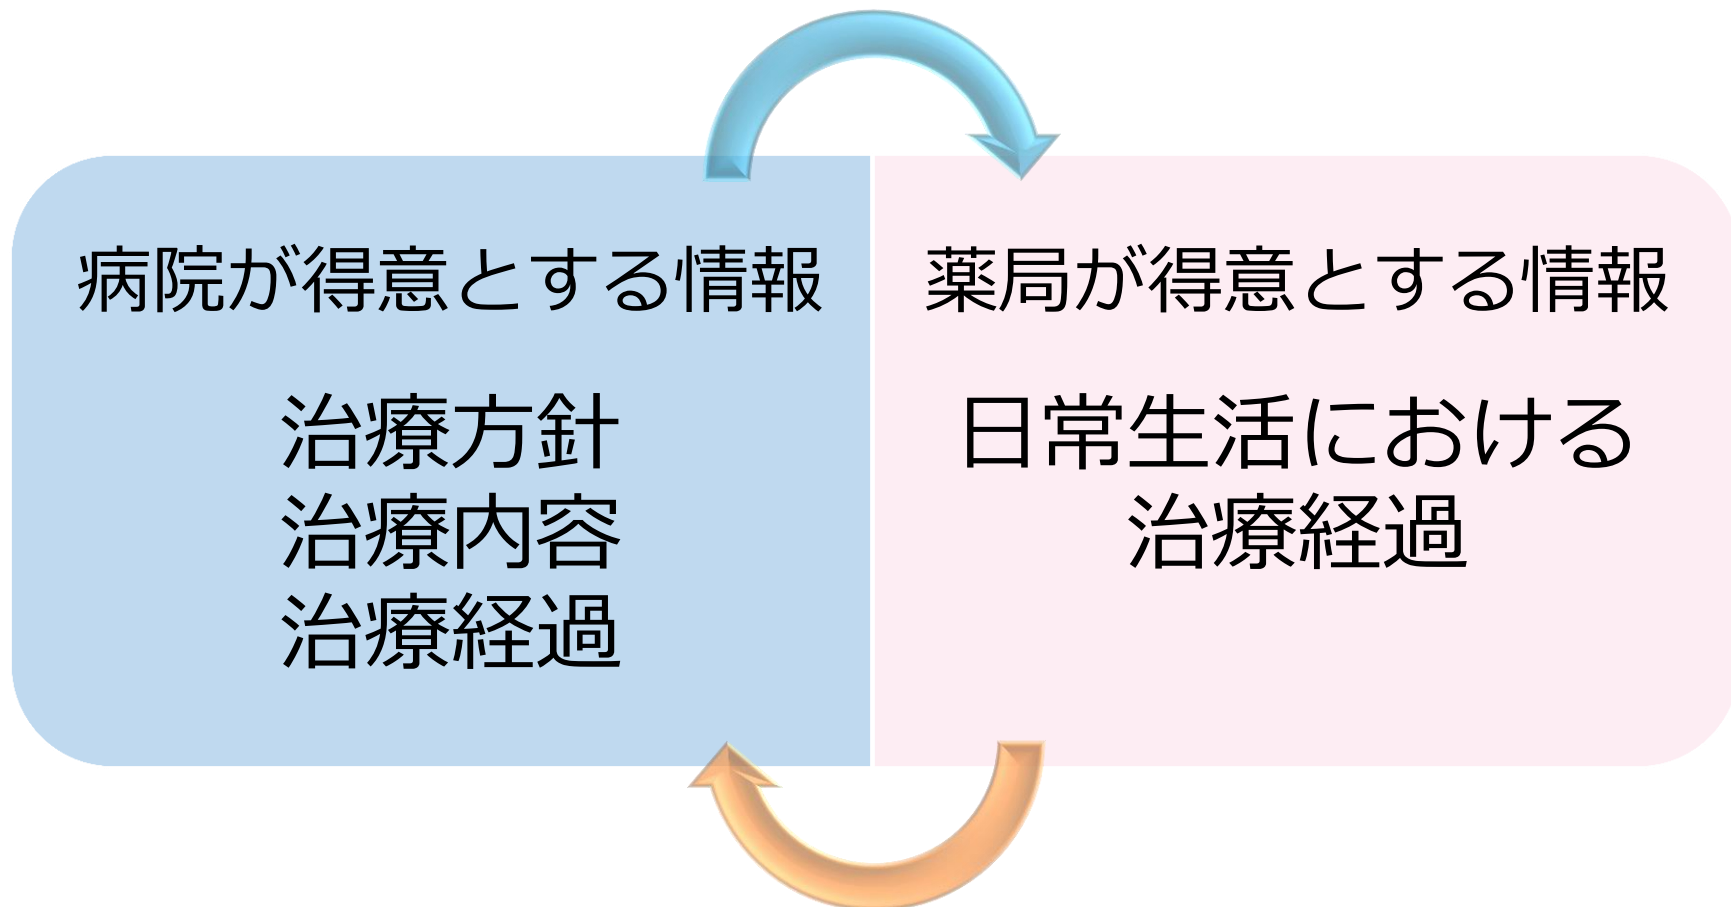 病院が得意とする情報
治療方針
治療内容
治療経過
薬局が得意とする情報
日常生活における
治療経過